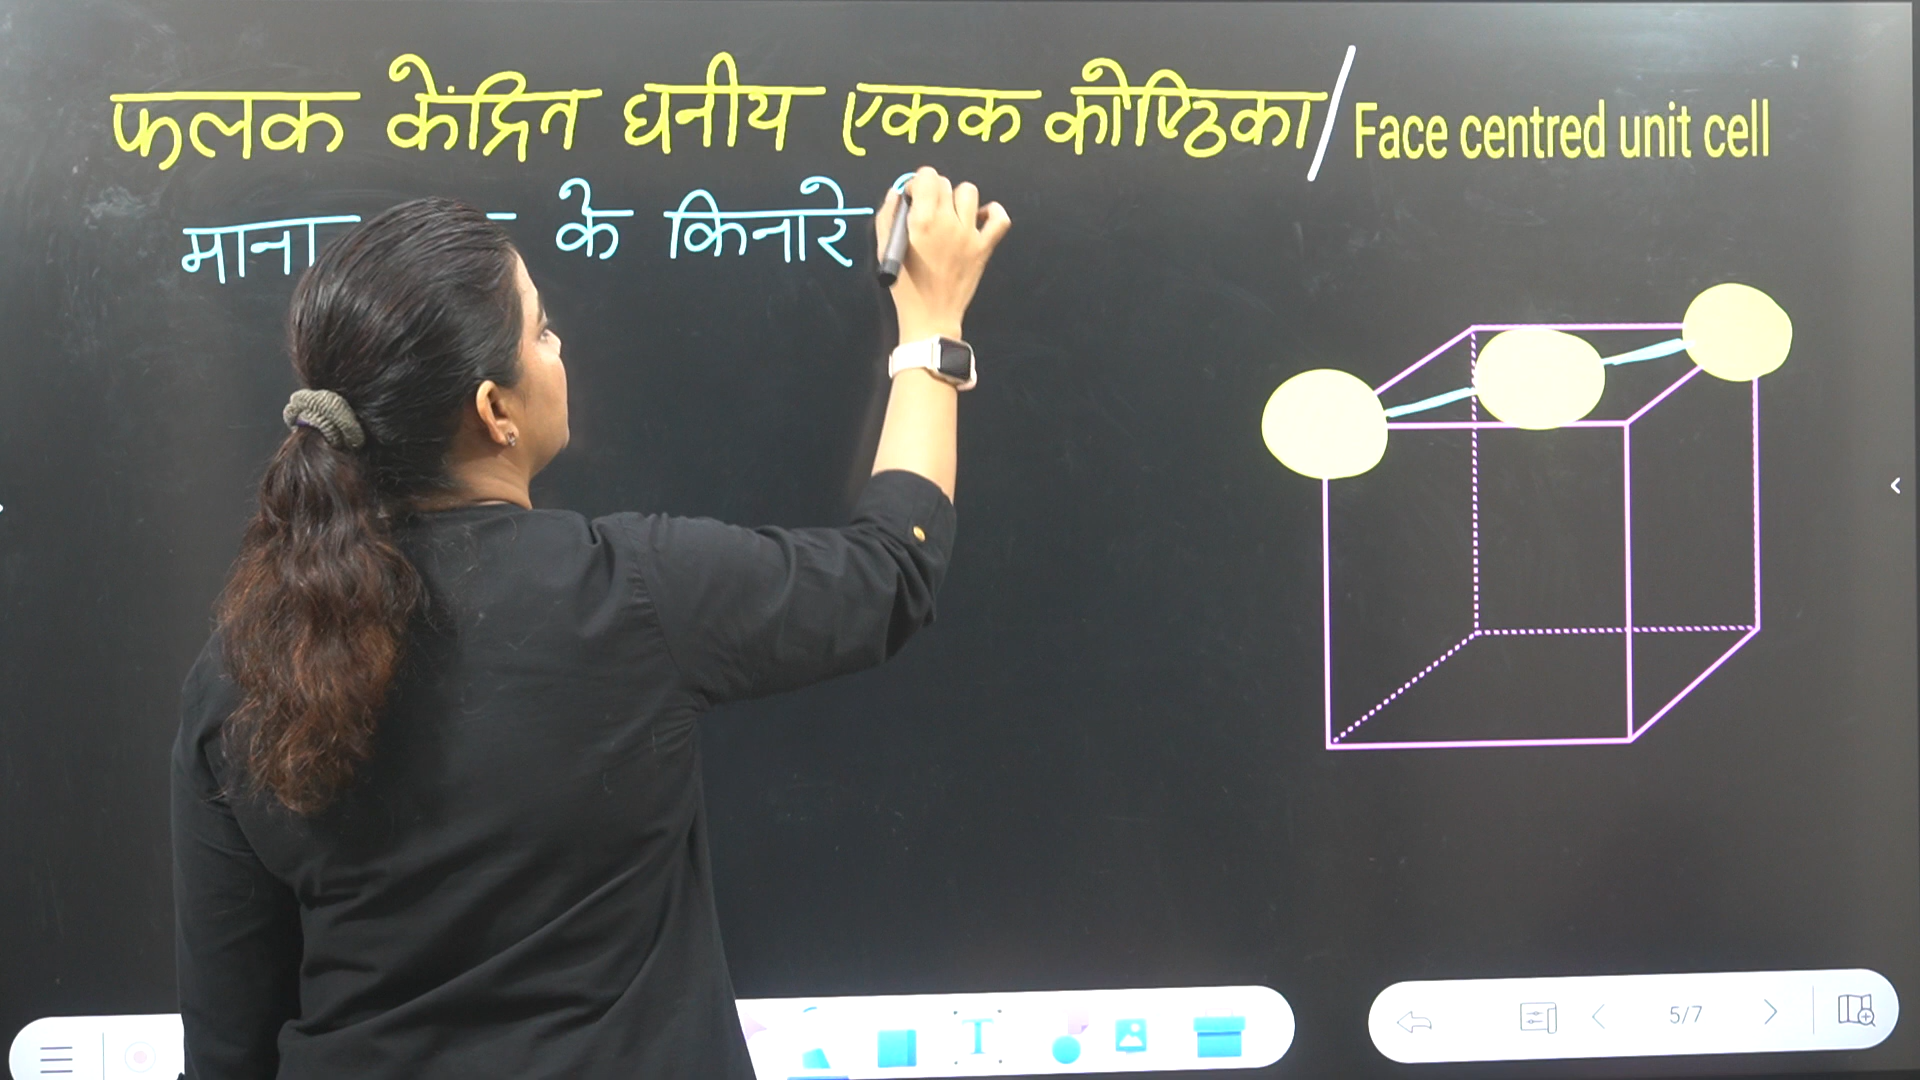 फलक केंद्रित घनीय एकक कोष्ठिका/Face centred unit cell
माना के किनारे
T
5/7